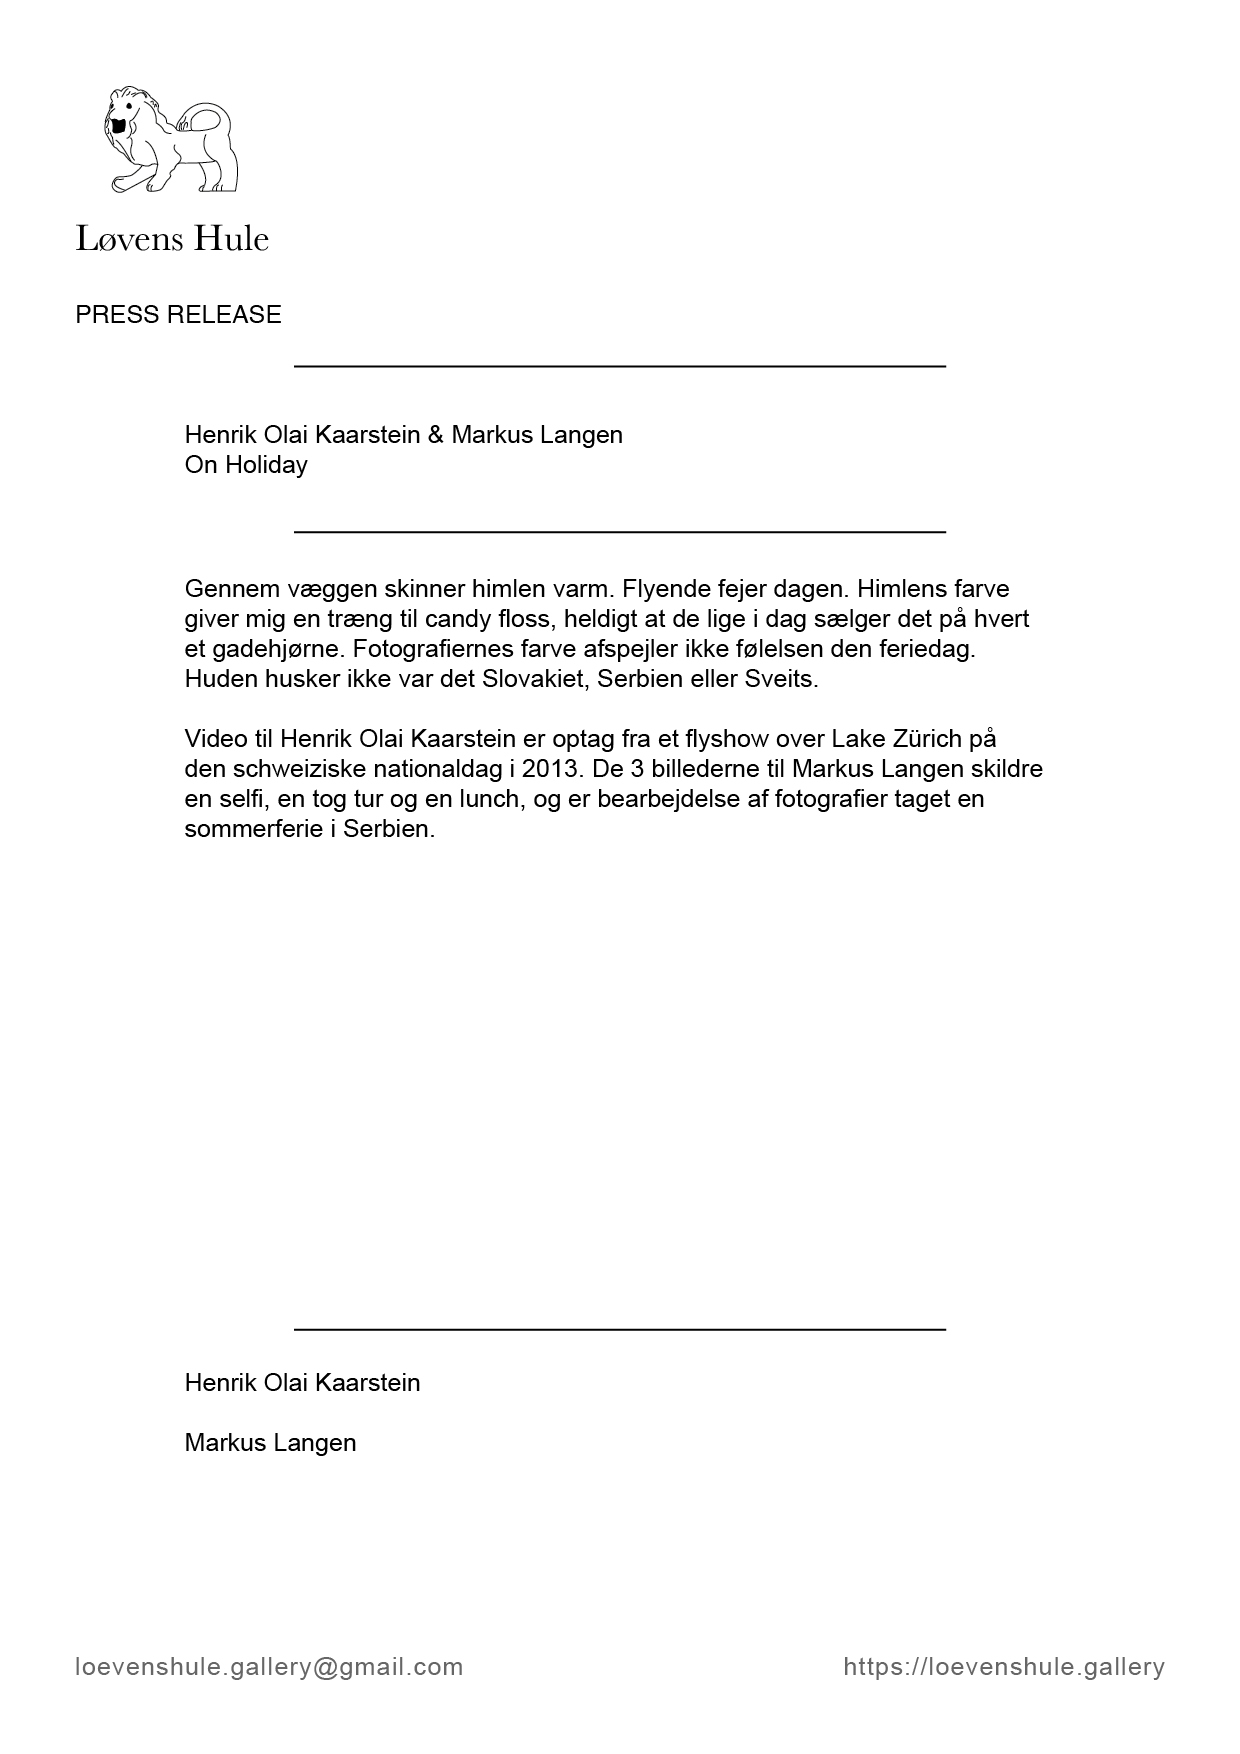 Løvens Hule
PRESS RELEASE
Henrik Olai Kaarstein & Markus Langen
On Holiday
Gennem væggen skinner himlen varm. Flyende fejer dagen. Himlens farve
giver mig en træng til candy floss, heldigt at de lige i dag sælger det på hvert
et gadehjørne. Fotografiernes farve afspejler ikke følelsen den feriedag.
Huden husker ikke var det Slovakiet, Serbien eller Sveits.
Video til Henrik Olai Kaarstein er optag fra et flyshow over Lake Zürich på
den schweiziske nationaldag i 2013. De 3 billederne til Markus Langen skildre
en selfi, en tog tur og en lunch, og er bearbejdelse af fotografier taget en
sommerferie i Serbien.
Henrik Olai Kaarstein
Markus Langen
loevenshule.gallery@gmail.com
https://loevenshule.gallery